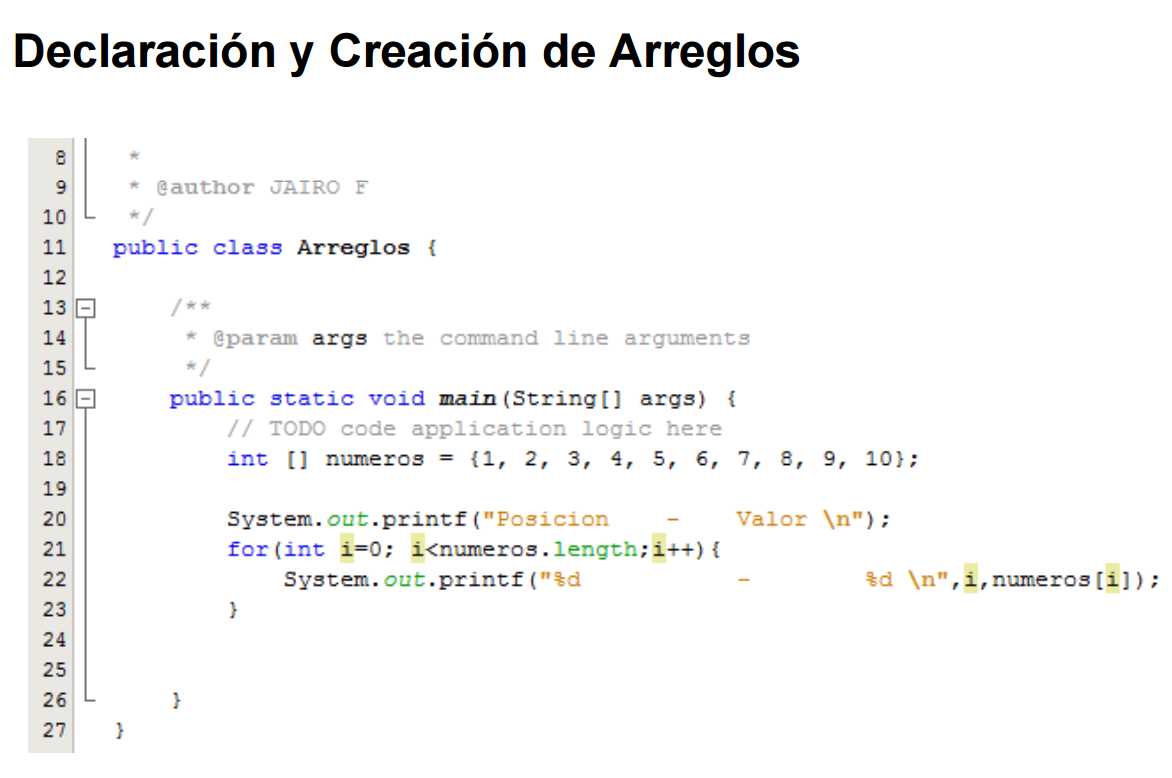 Declaración y Creación de Arreglos
8 *
9 * @author JAIRO F
10 */
11 public class Arreglos {
12
13 /**
14 * @param args the command line arguments
15 */
16 public static void main(String[] args) {
17 // TODO code application logic here
18 int [] numeros = {1, 2, 3, 4, 5, 6, 7, 8, 9, 10};
19
20 System.out.printf("Posicion    -    Valor \n");
21 for(int i=0; i<numeros.length;i++){
22 System.out.printf("%d           -        %d \n",i,numeros[i]);
23 }
24
25
26 }
27 }